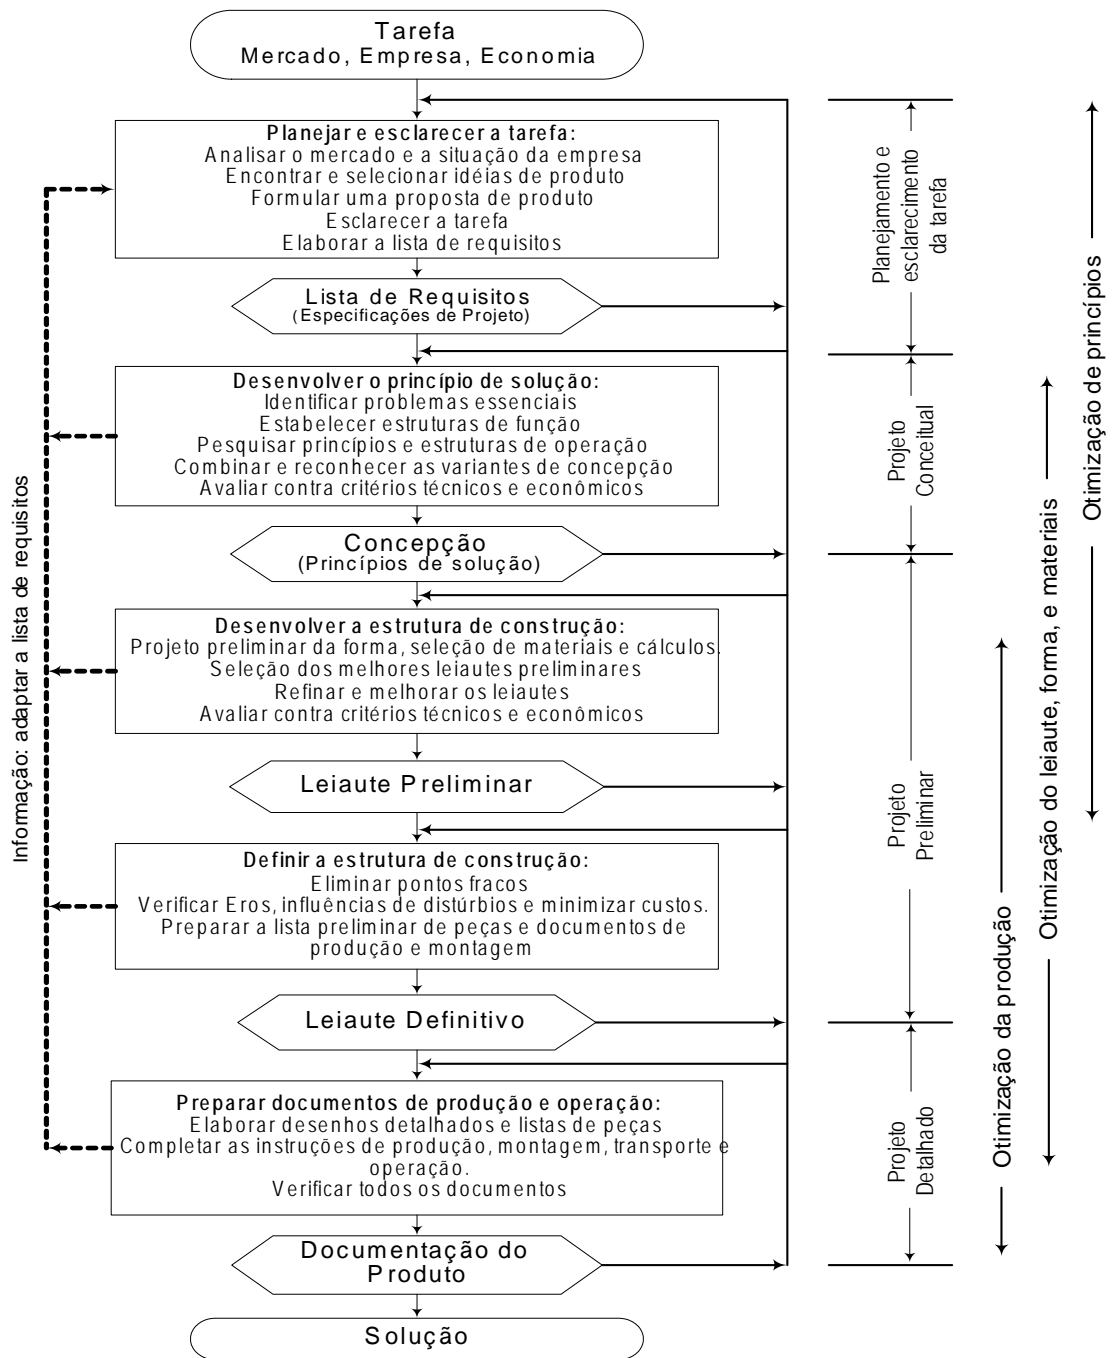 Tarefa
Mercado, Empresa, Economia
Planejar e esclarecer a tarefa:
Analisar o mercado e a situação da empresa
Encontrar e selecionar idéias de produto
Formular uma proposta de produto
Esclarecer a tarefa
Elaborar a lista de requisitos
Lista de Requisitos
(Especificações de Projeto)
Desenvolver o princípio de solução:
Identificar problemas essenciais
Estabelecer estruturas de função
Pesquisar princípios e estruturas de operação
Combinar e reconhecer as variantes de concepção
Avaliar contra critérios técnicos e econômicos
Concepção
(Princípios de solução)
Desenvolver a estrutura de construção:
Projeto preliminar da forma, seleção de materiais e cálculos.
Seleção dos melhores leiautes preliminares
Refinar e melhorar os leiautes
Avaliar contra critérios técnicos e econômicos
Leiaute Preliminar
Definir a estrutura de construção:
Eliminar pontos fracos
Verificar Eros, influências de distúrbios e minimizar custos.
Preparar a lista preliminar de peças e documentos de
produção e montagem
Leiaute Definitivo
Preparar documentos de produção e operação:
Elaborar desenhos detalhados e listas de peças
Completar as instruções de produção, montagem, transporte e
operação.
Verificar todos os documentos
Documentação do
Produto
Solução
Informação: adaptar a lista de requisitos
Planejamento e
esclarecimento
da tarefa
Projeto
Conceitual
Projeto
Preliminar
Projeto
Detalhado
Otimização da produção
Otimização do leiaute, forma, e materiais
Otimização de princípios